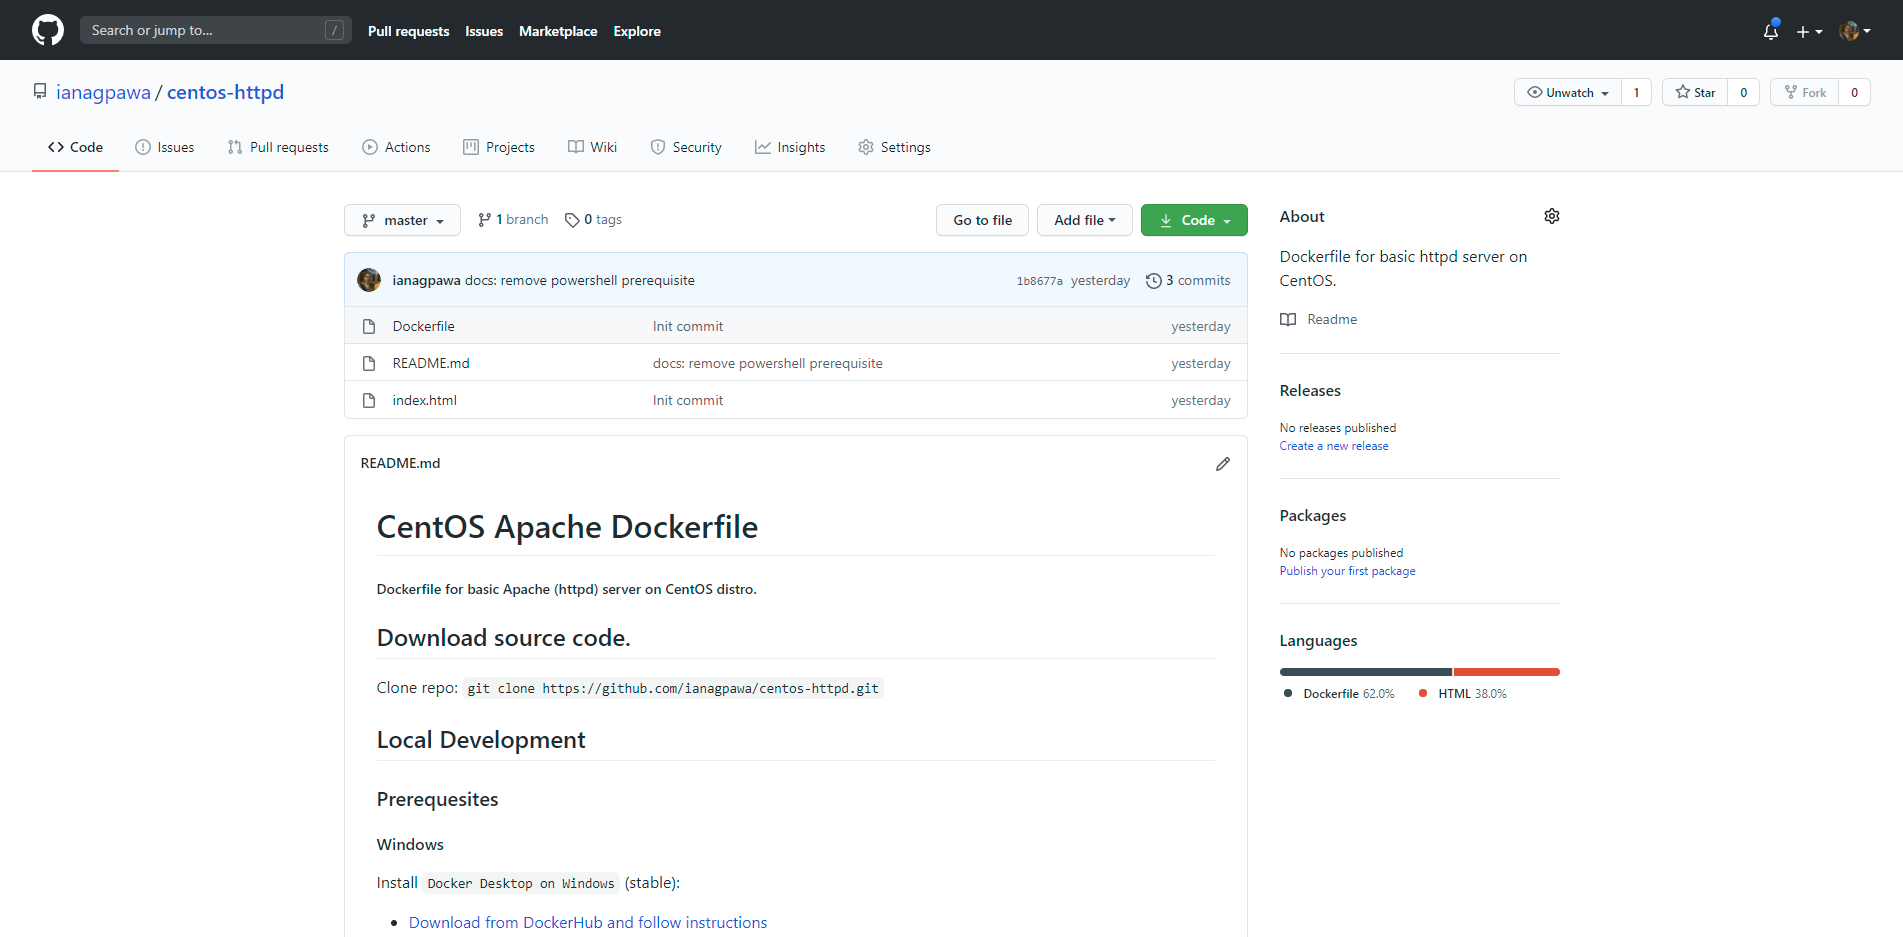 Search or jump to... /
Pull requests Issues Marketplace Explore
ianagpawa / centos-httpd
Unwatch 1 Star 0 Fork 0
Code Issues Pull requests Actions Projects Wiki Security Insights Settings
master 1 branch 0 tags
Go to file Add file Code
ianagpawa docs: remove powershell prerequisite 1b8677a yesterday 3 commits
Dockerfile Init commit yesterday
README.md docs: remove powershell prerequisite yesterday
index.html Init commit yesterday
README.md
CentOS Apache Dockerfile
Dockerfile for basic Apache (httpd) server on CentOS distro.
Download source code.
Clone repo: git clone https://github.com/ianagpawa/centos-httpd.git
Local Development
Prerequesites
Windows
Install Docker Desktop on Windows (stable):
Download from DockerHub and follow instructions
About
Dockerfile for basic httpd server on
CentOS.
Readme
Releases
No releases published
Create a new release
Packages
No packages published
Publish your first package
Languages
Dockerfile 62.0% HTML 38.0%